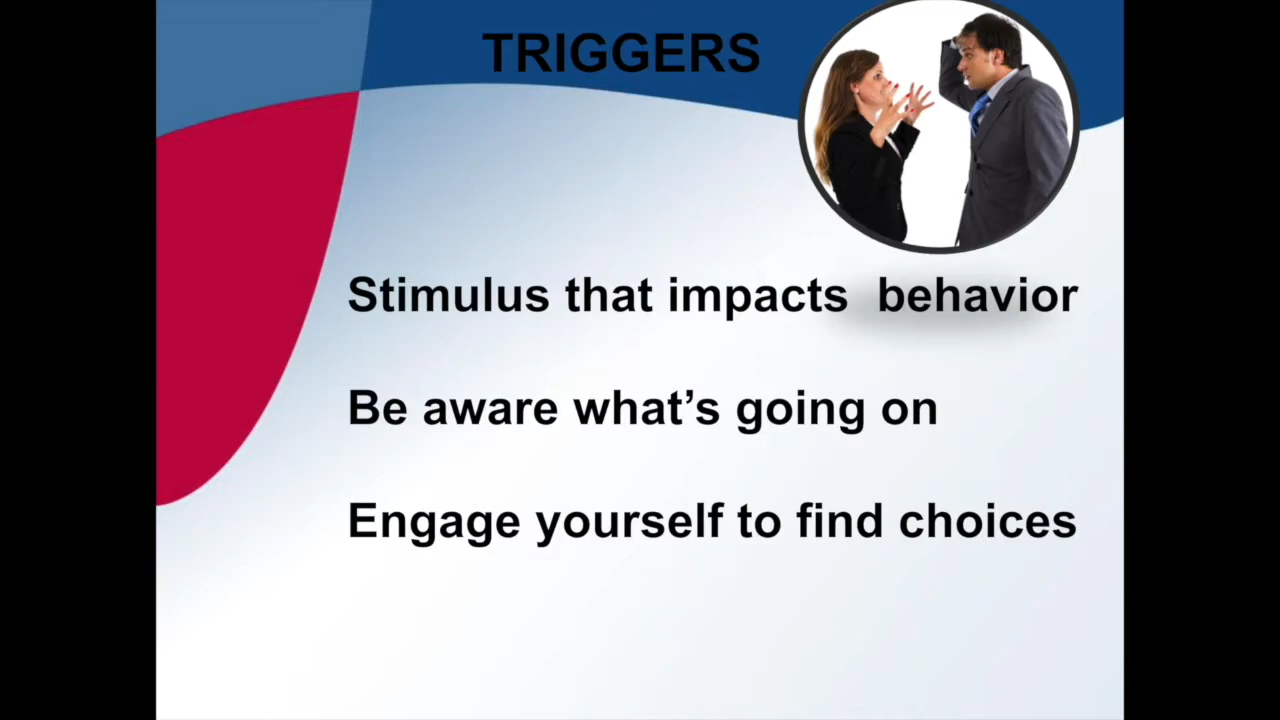 TRIGGERS
Stimulus that impacts behavior
Be aware what’s going on
Engage yourself to find choices